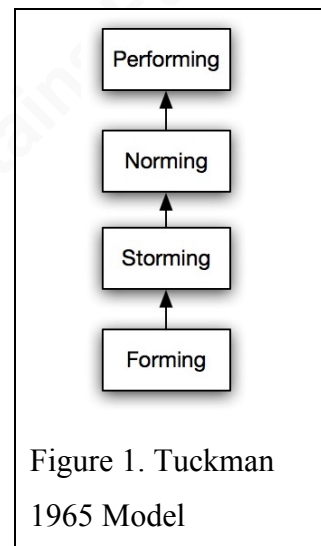 Performing
Norming
Storming
Forming
Figure 1. Tuckman
1965 Model